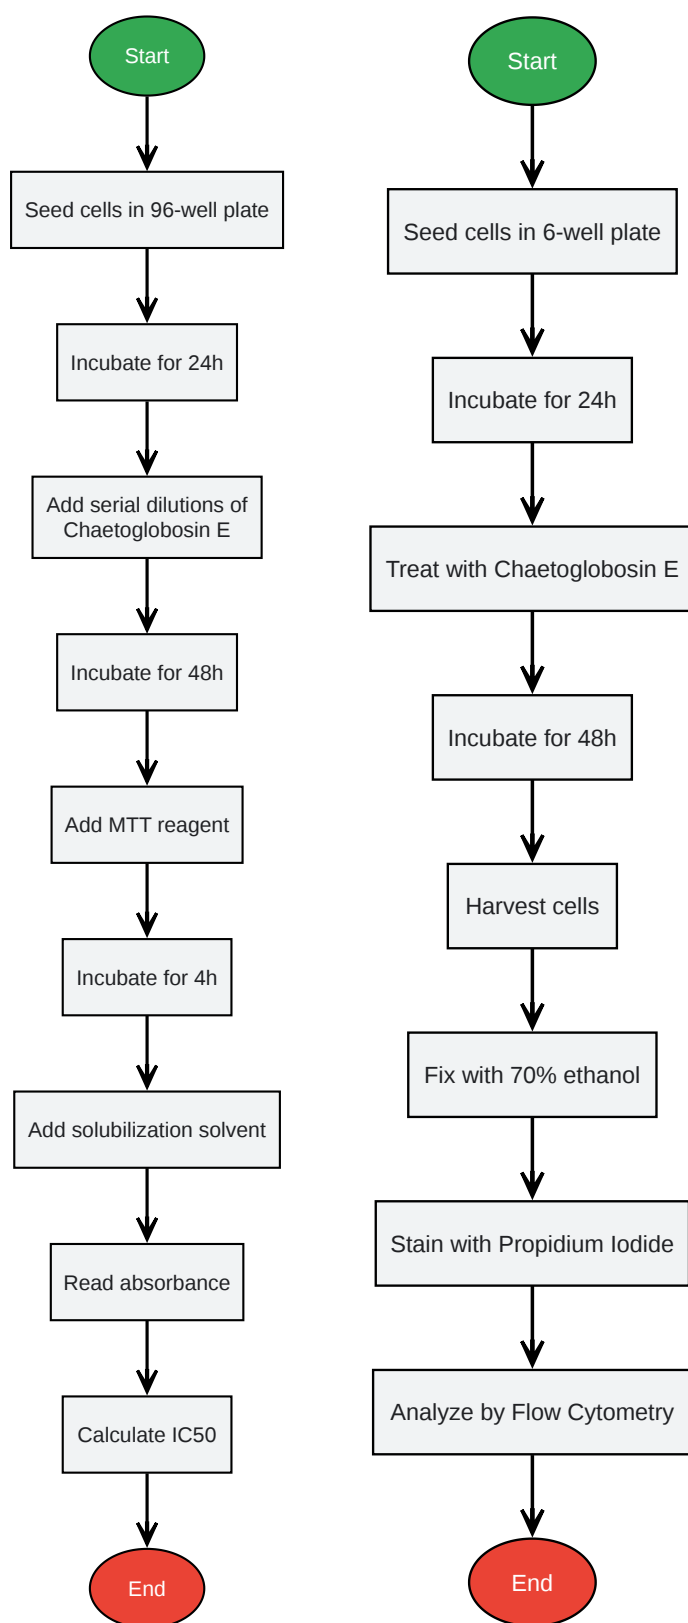 Start
Seed cells in 96-well plate
Incubate for 24h
Add serial dilutions of
Chaetoglobosin E
Incubate for 48h
Add MTT reagent
Incubate for 4h
Add solubilization solvent
Read absorbance
Calculate IC50
End
Start
Seed cells in 6-well plate
Incubate for 24h
Treat with Chaetoglobosin E
Incubate for 48h
Harvest cells
Fix with 70% ethanol
Stain with Propidium Iodide
Analyze by Flow Cytometry
End